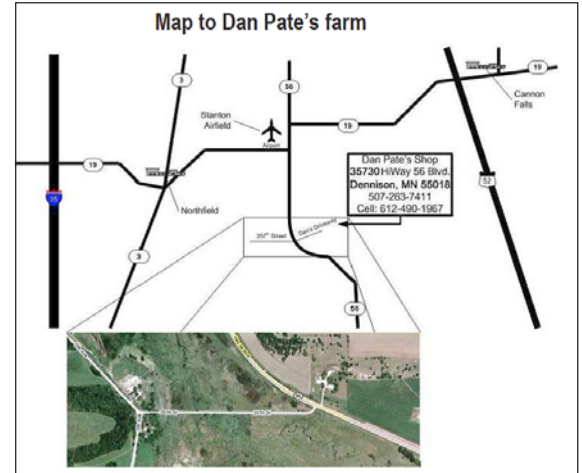 Map to Dan Pate's farm
3
56
19
Cannon
Falls
Stanton
Airfield
Airport
19
19
Dan Pate's Shop
35730 HiWay 56 Blvd.
Dennison, MN 55018
507-263-7411
Cell: 612-490-1967
52
35
Northfield
Dan's Driveway
357th Street
3
56